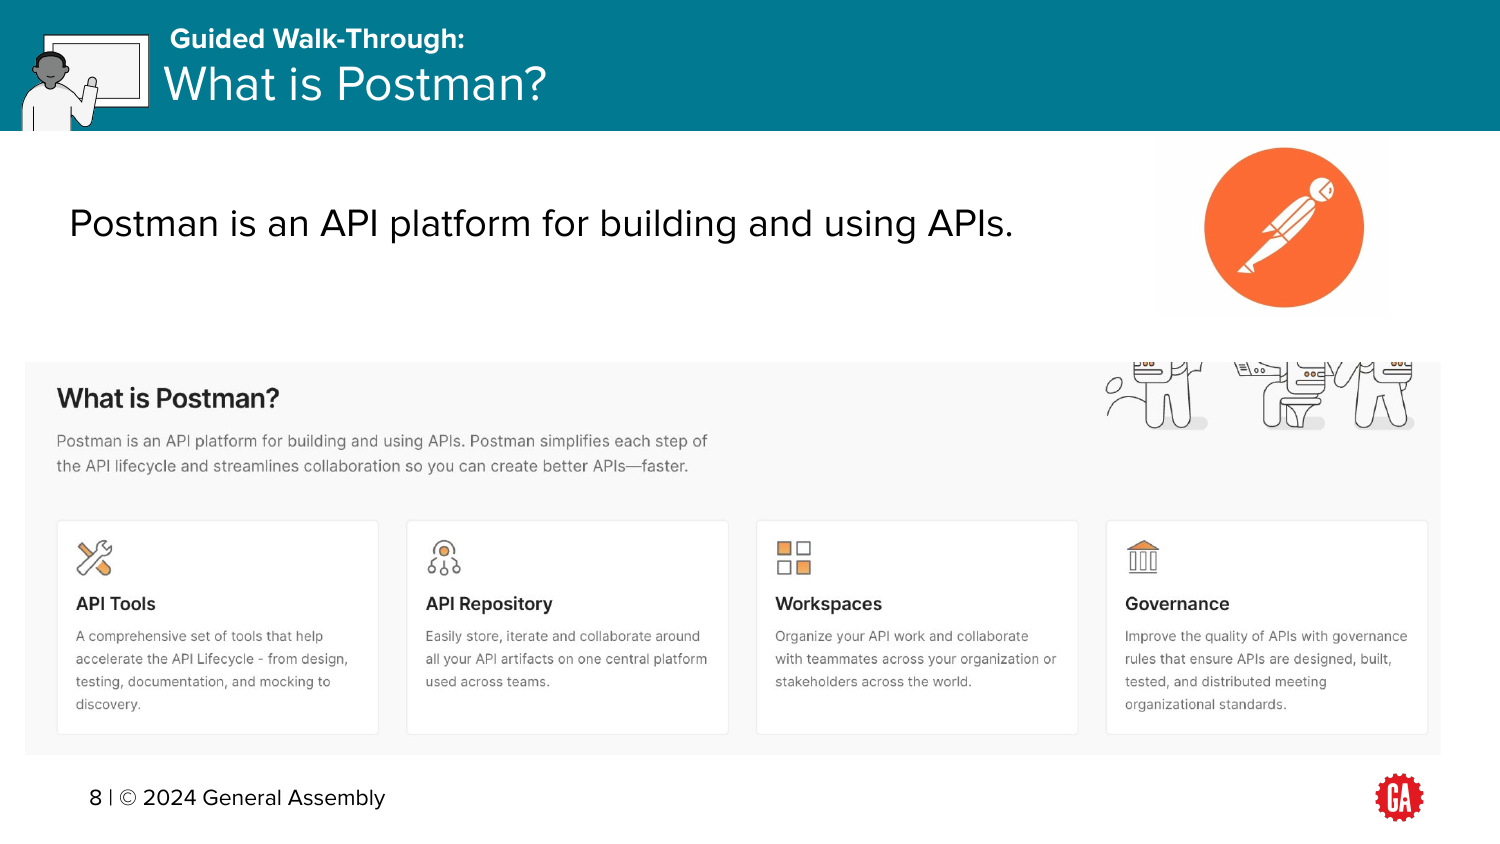 Guided Walk-Through:
What is Postman?
Postman is an API platform for building and using APIs.
What is Postman?
Postman is an API platform for building and using APIs. Postman simplifies each step of
the API lifecycle and streamlines collaboration so you can create better APIs—faster.
API Tools
A comprehensive set of tools that help
accelerate the API Lifecycle - from design,
testing, documentation, and mocking to
discovery.
API Repository
Easily store, iterate and collaborate around
all your API artifacts on one central platform
used across teams.
Workspaces
Organize your API work and collaborate
with teammates across your organization or
stakeholders across the world.
Governance
Improve the quality of APIs with governance
rules that ensure APIs are designed, built,
tested, and distributed meeting
organizational standards.
8 | © 2024 General Assembly
GA